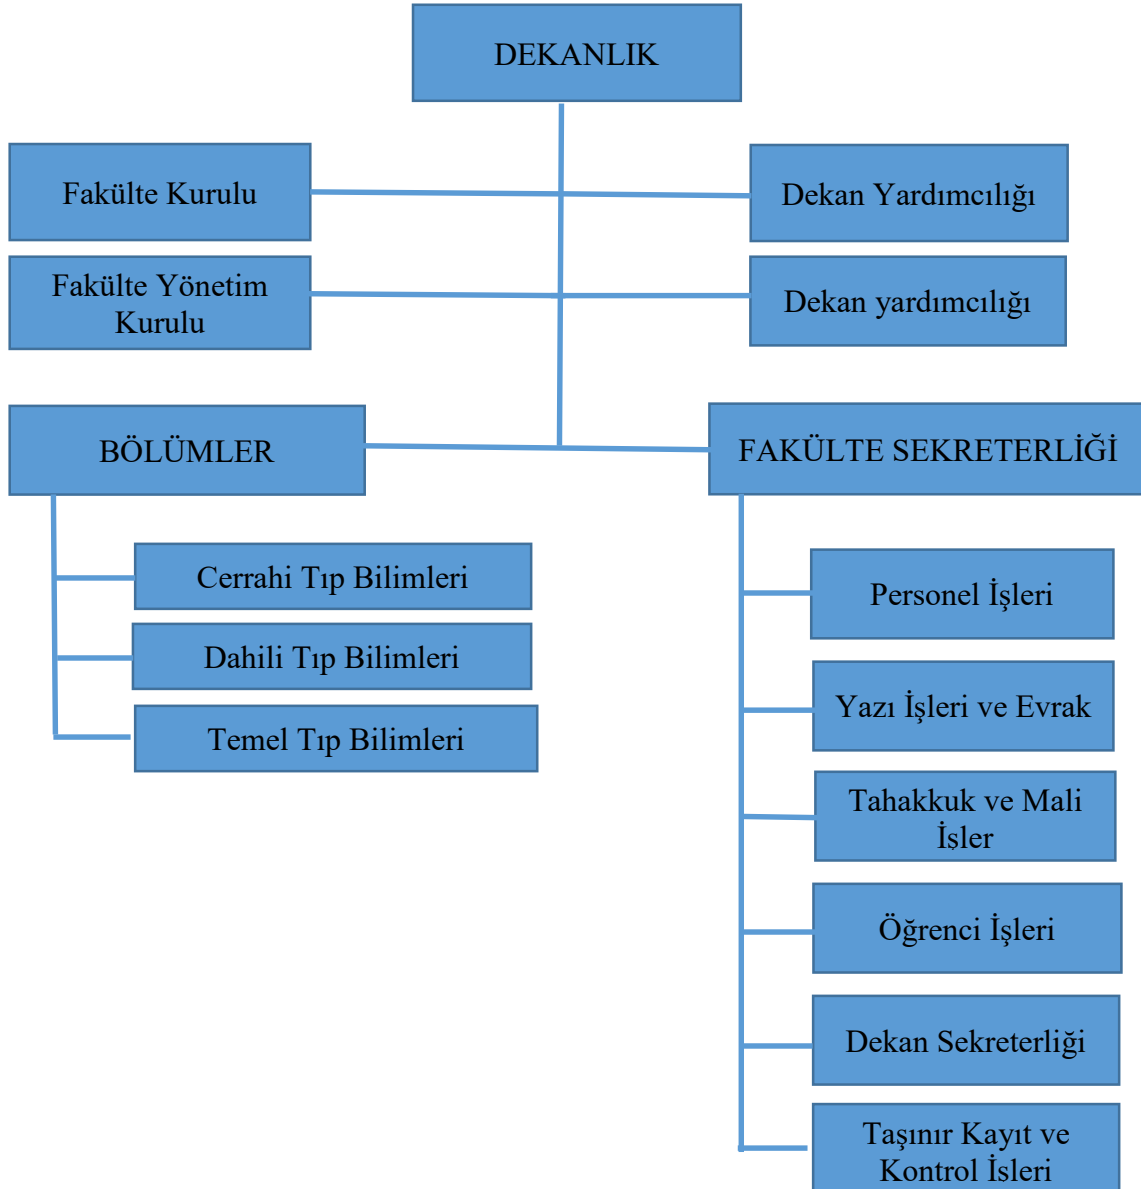 DEKANLIK
Fakülte Kurulu
Dekan Yardımcılığı
Fakülte Yönetim
Kurulu
Dekan yardımcılığı
BÖLÜMLER
FAKÜLTE SEKRETERLİĞİ
Cerrahi Tıp Bilimleri
Dahili Tıp Bilimleri
Temel Tıp Bilimleri
Personel İşleri
Yazı İşleri ve Evrak
Tahakkuk ve Mali
İşler
Öğrenci İşleri
Dekan Sekreterliği
Taşınır Kayıt ve
Kontrol İşleri